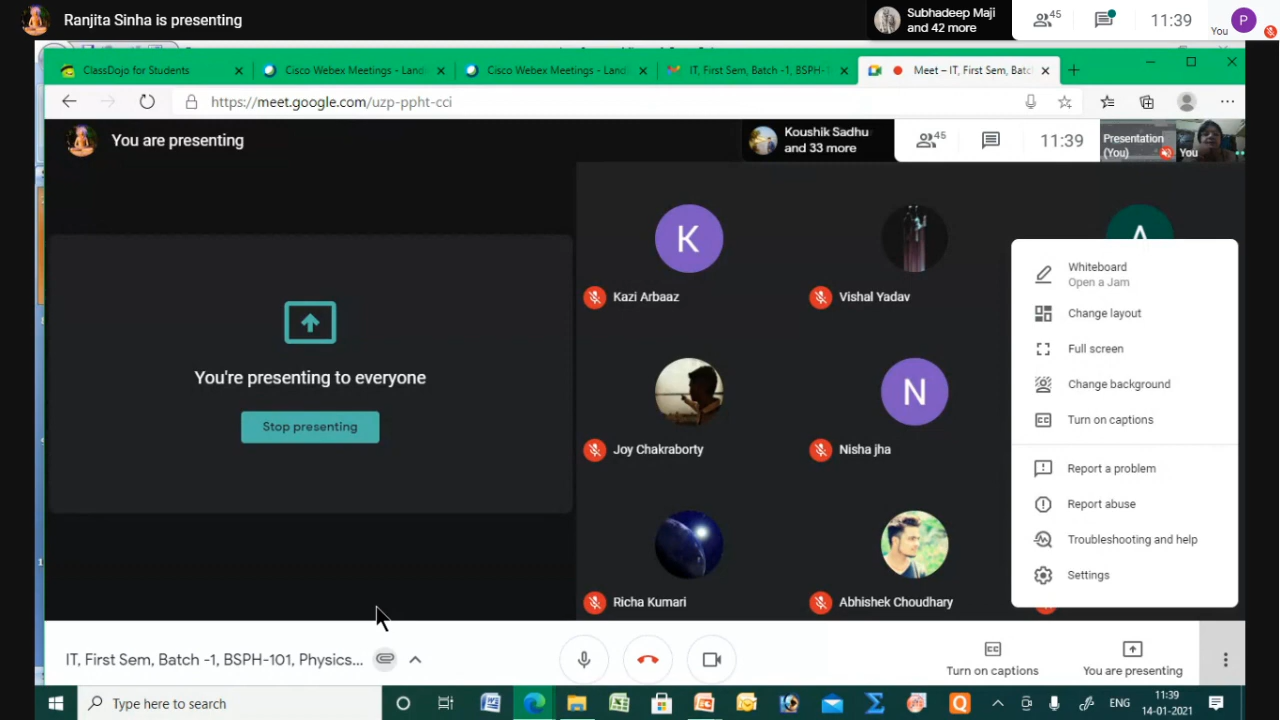 Ranjita Sinha is presenting
Subhadeep Maji
and 42 more
45
11:39
You
P
ClassDojo for Students
Cisco Webex Meetings - Land
Cisco Webex Meetings - Land
IT, First Sem, Batch -1, BSPH-
Meet – IT, First Sem, Batc
https://meet.google.com/uzp-ppht-cci
You are presenting
Koushik Sadhu
and 33 more
45
11:39
Presentation
(You)
You
K
Kazi Arbaaz
Vishal Yadav
A
Whiteboard
Open a Jam
Change layout
Full screen
Change background
Turn on captions
Report a problem
Report abuse
Troubleshooting and help
Settings
You're presenting to everyone
Stop presenting
Joy Chakraborty
N
Nisha jha
Richa Kumari
Abhishek Choudhary
IT, First Sem, Batch -1, BSPH-101, Physics...
Turn on captions
You are presenting
Type here to search
ENG
11:39
14-01-2021